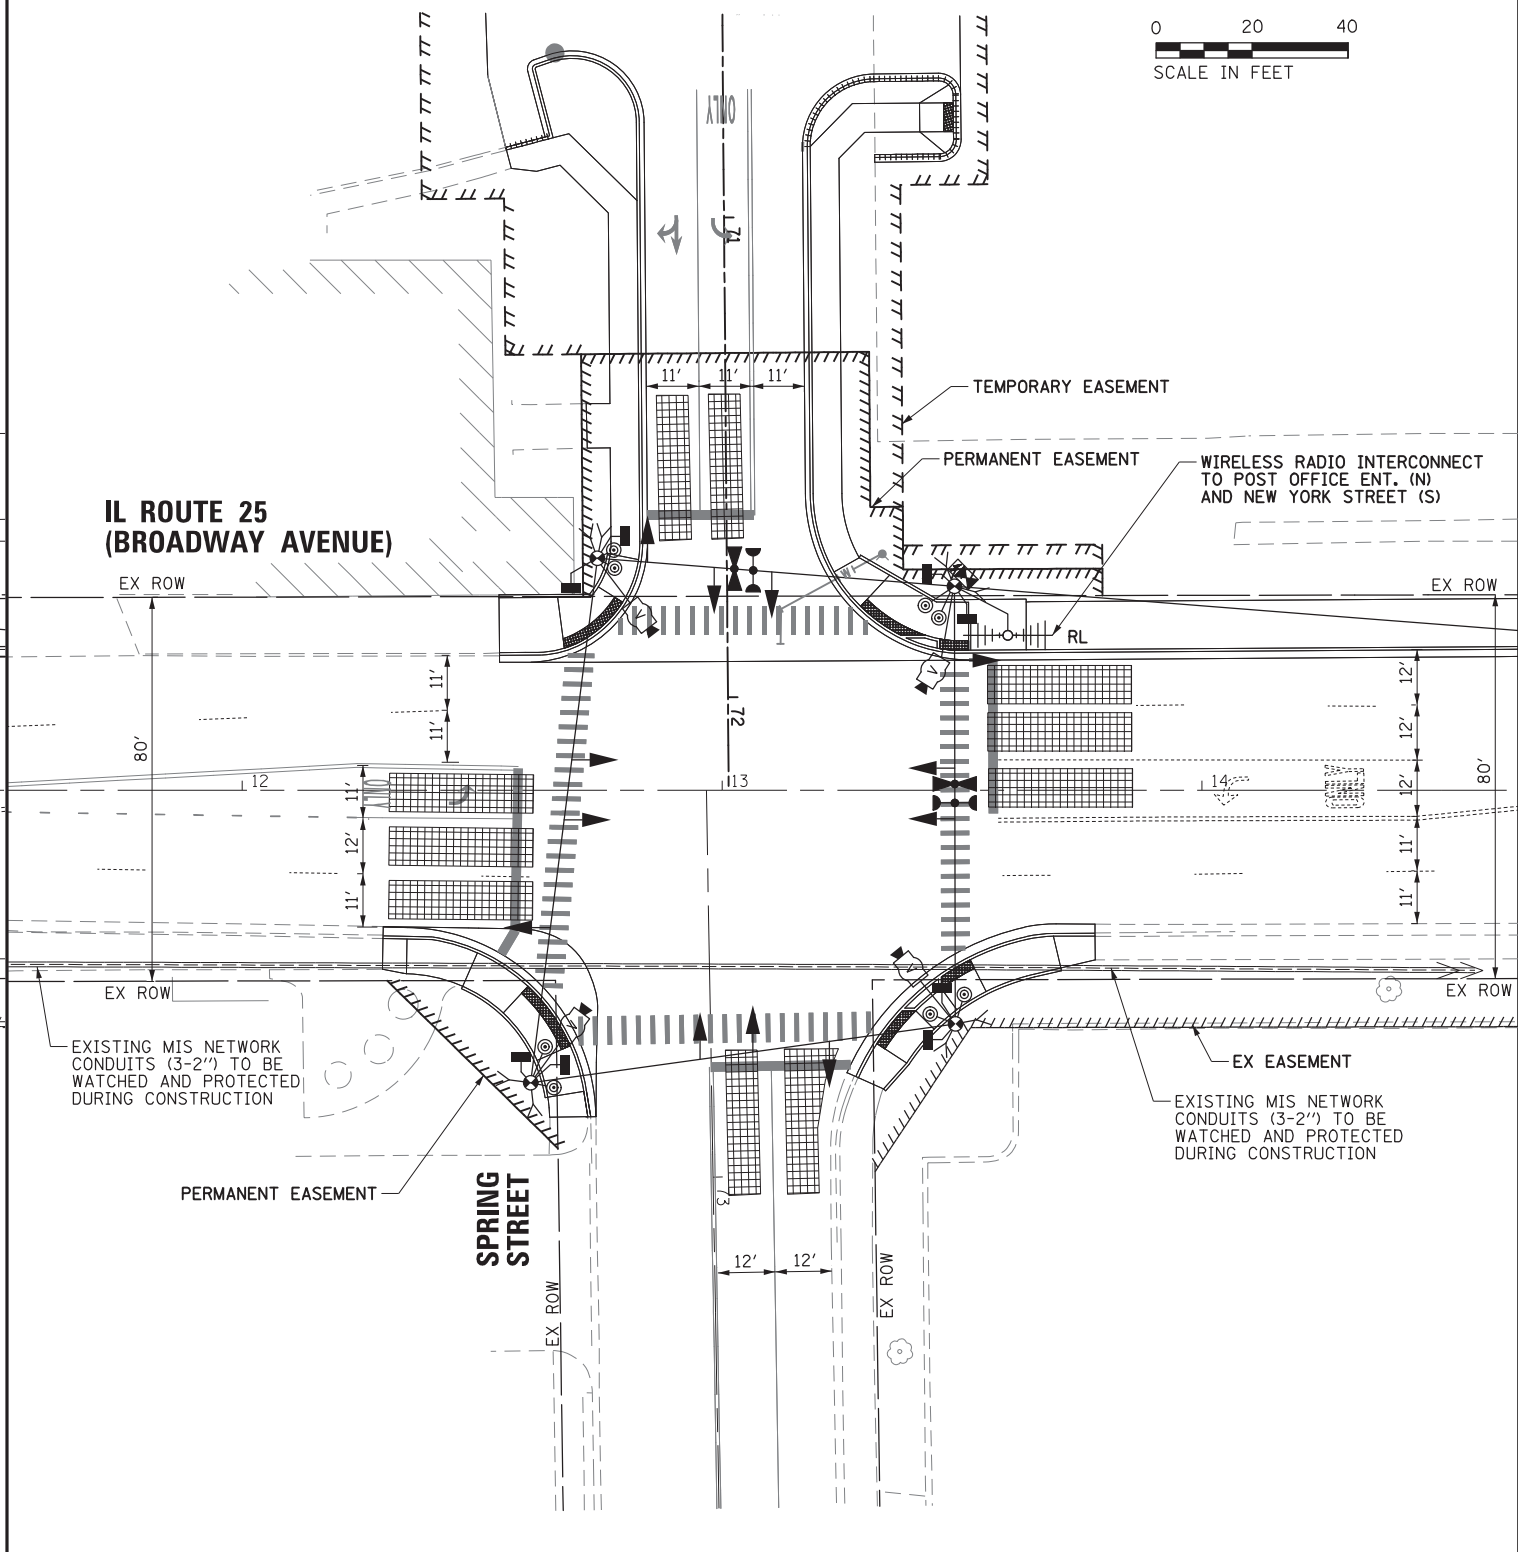 0 20 40
SCALE IN FEET
ONLY
71
11' 11' 11'
TEMPORARY EASEMENT
PERMANENT EASEMENT
WIRELESS RADIO INTERCONNECT
TO POST OFFICE ENT. (N)
AND NEW YORK STREET (S)
IL ROUTE 25
(BROADWAY AVENUE)
EX ROW
EX ROW
W
RL
V
V
11'
11'
12'
12'
12'
11'
11'
80'
80'
72
12
13
14
11'
12'
11'
EX ROW
EX ROW
V
V
EXISTING MIS NETWORK
CONDUITS (3-2") TO BE
WATCHED AND PROTECTED
DURING CONSTRUCTION
EX EASEMENT
EXISTING MIS NETWORK
CONDUITS (3-2") TO BE
WATCHED AND PROTECTED
DURING CONSTRUCTION
PERMANENT EASEMENT
SPRING
STREET
73
12' 12'
EX ROW
EX ROW